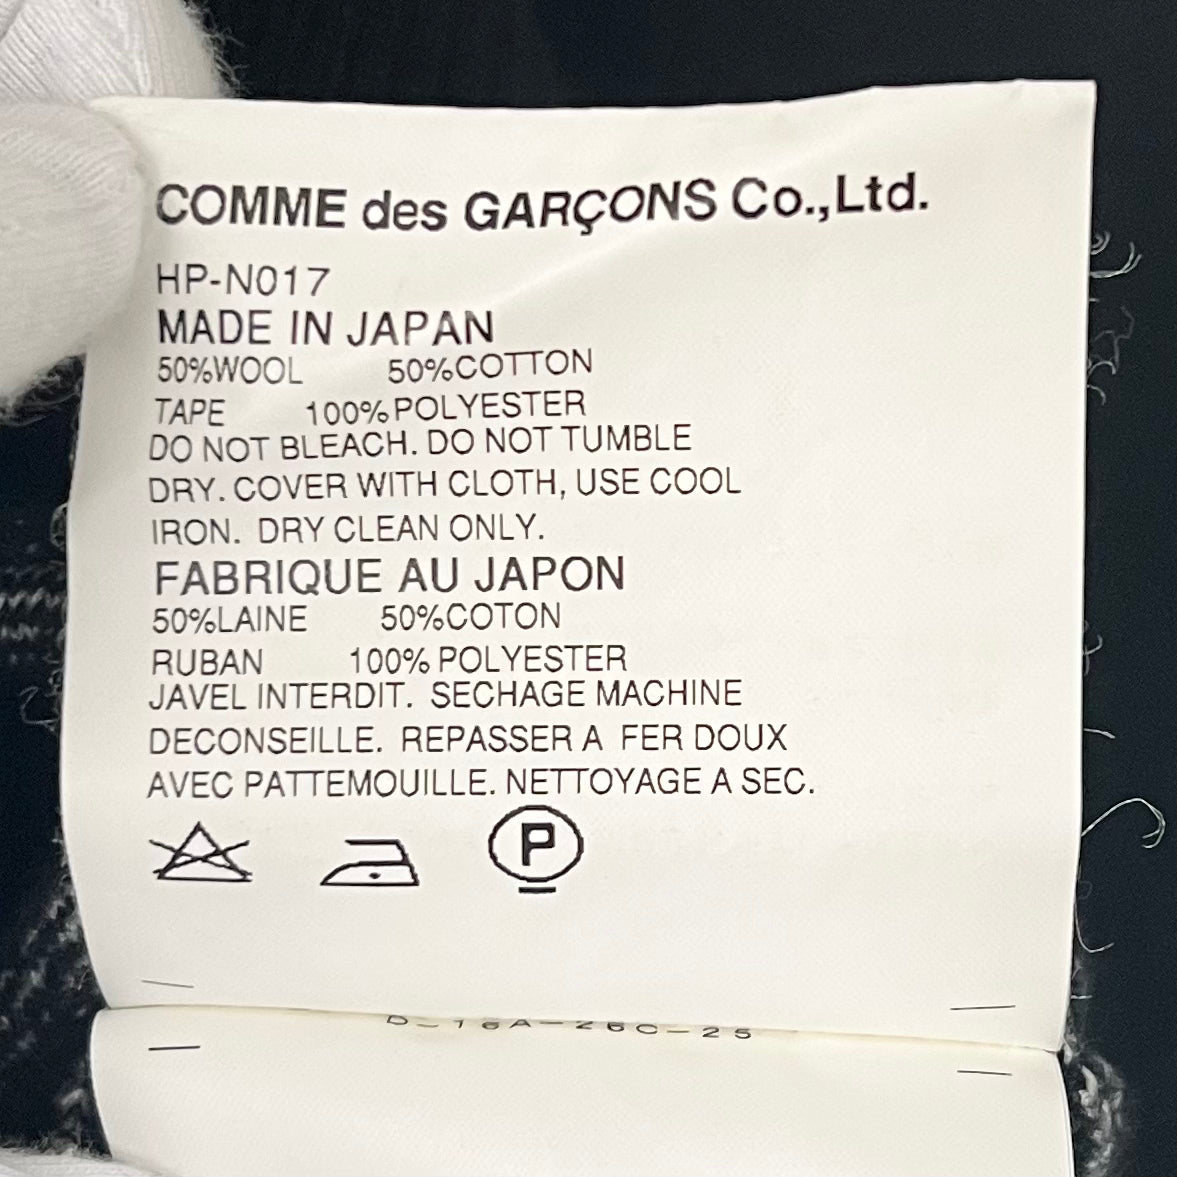 COMME des GARÇONS Co.,Ltd.
HP-N017
MADE IN JAPAN
50%WOOL 50%COTTON
TAPE 100%POLYESTER
DO NOT BLEACH. DO NOT TUMBLE
DRY. COVER WITH CLOTH, USE COOL
IRON. DRY CLEAN ONLY.
FABRIQUE AU JAPON
50%LAINE 50%COTON
RUBAN 100% POLYESTER
JAVEL INTERDIT. SECHAGE MACHINE
DECONSEILLE. REPASSER A FER DOUX
AVEC PATTEMOUILLE. NETTOYAGE A SEC.
P